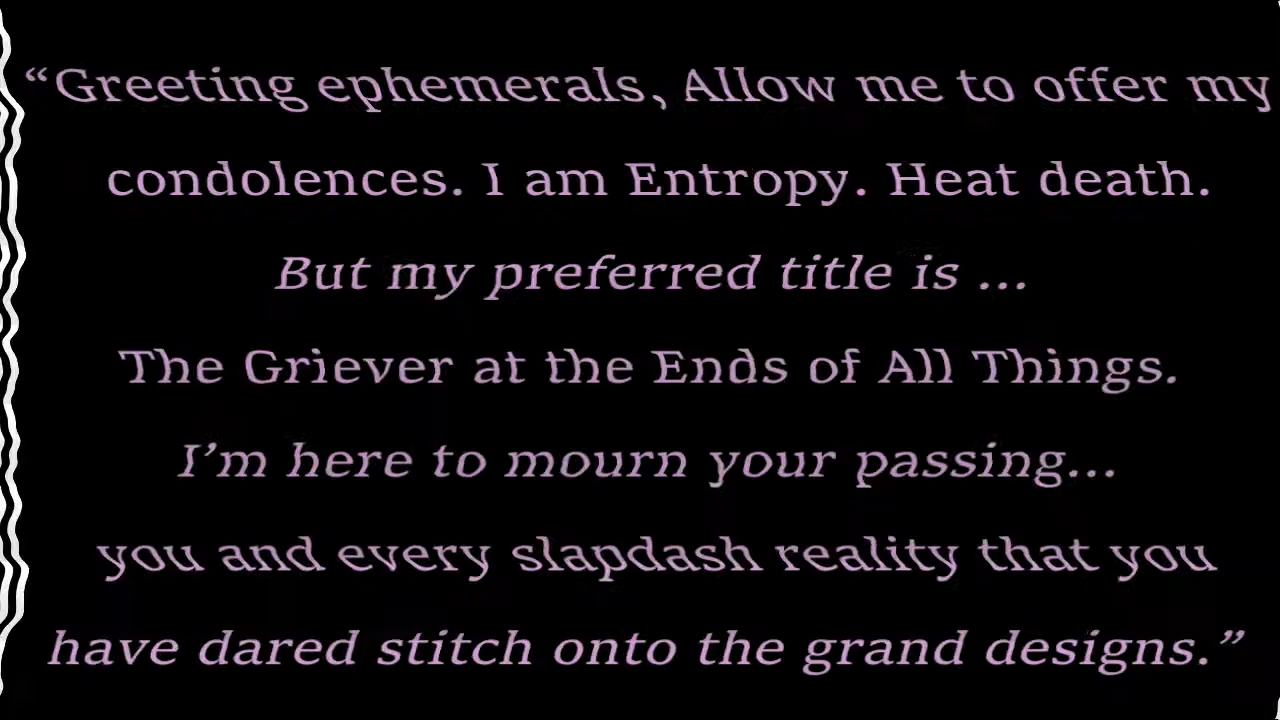 “Greeting ephemerals, Allow me to offer my
condolences. I am Entropy. Heat death.
But my preferred title is ...
The Griever at the Ends of All Things.
I’m here to mourn your passing...
you and every slapdash reality that you
have dared stitch onto the grand designs.”